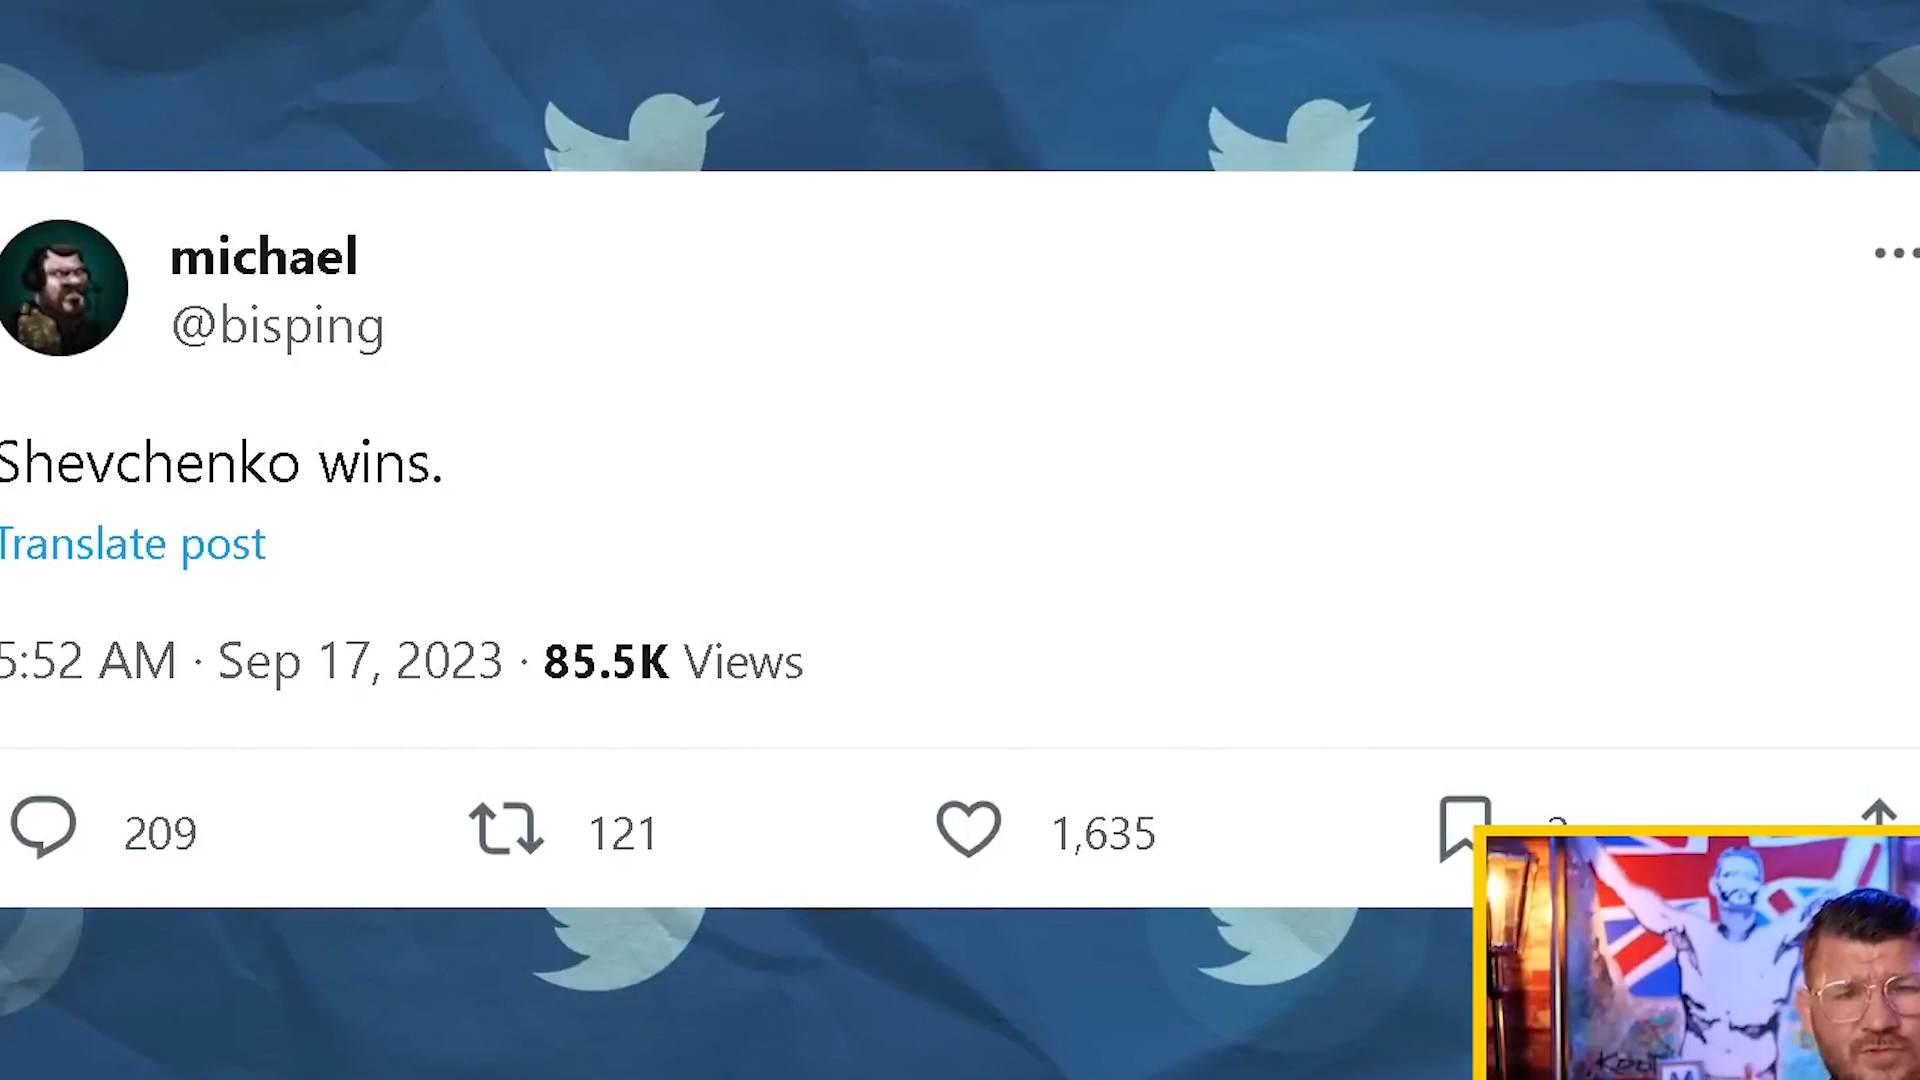 michael
@bisping
Shevchenko wins.
Translate post
5:52 AM · Sep 17, 2023 · 85.5K Views
209 121 1,635